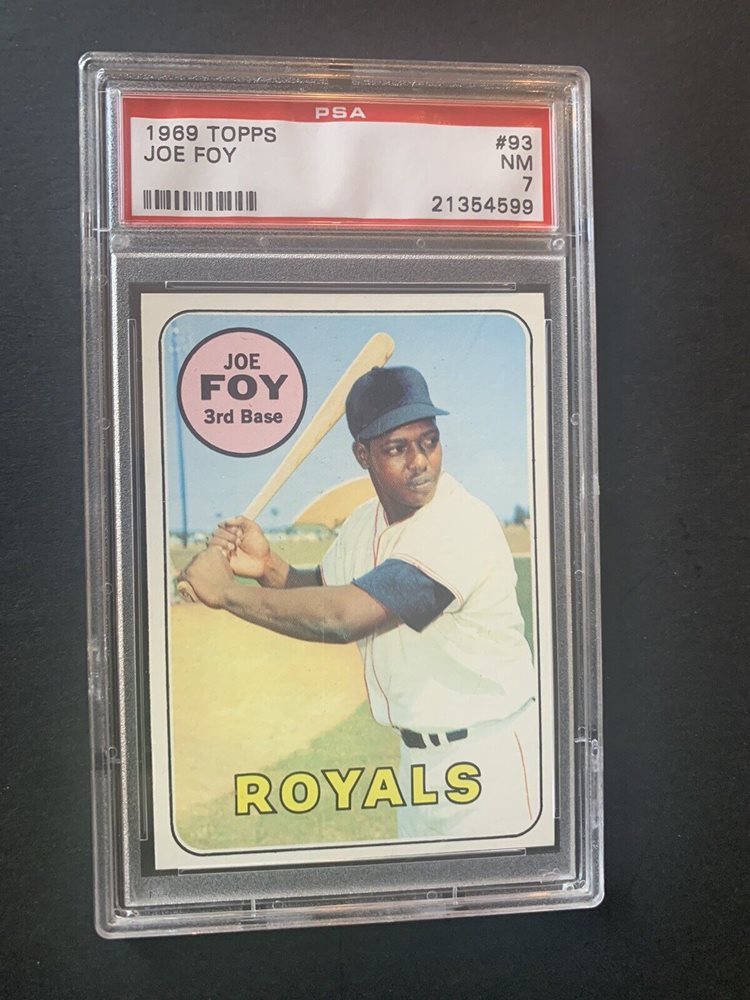 PSA
1969 TOPPS #93
JOE FOY NM
7
21354599
JOE
FOY
3rd Base
ROYALS